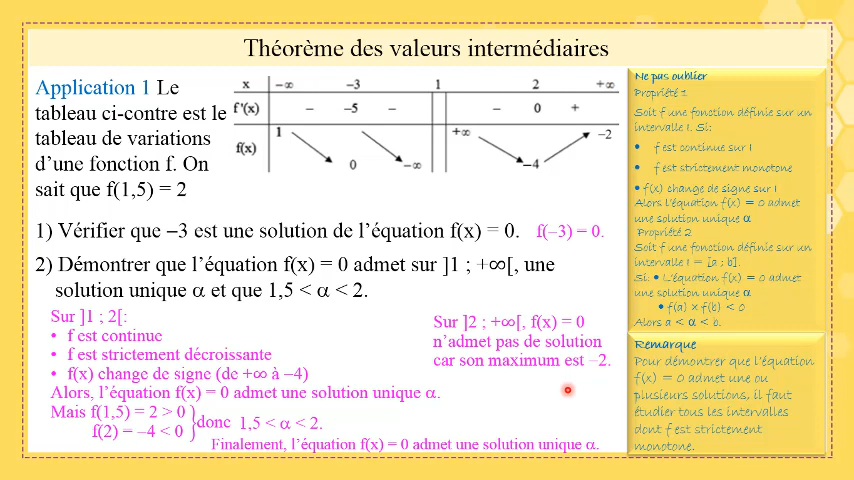 Théorème des valeurs intermédiaires
Application 1 Le
tableau ci-contre est le
tableau de variations
d'une fonction f. On
sait que f(1,5) = 2
x −∞ −3 1 2 +∞
f'(x) − −5 − − 0 +
f(x) 1 0 −∞ +∞ −4 −2
1) Vérifier que −3 est une solution de l'équation f(x) = 0. f(−3) = 0.
2) Démontrer que l'équation f(x) = 0 admet sur ]1 ; +∞[, une
solution unique α et que 1,5 < α < 2.
Sur ]1 ; 2[:
• f est continue
• f est strictement décroissante
• f(x) change de signe (de +∞ à −4)
Alors, l'équation f(x) = 0 admet une solution unique α.
Mais f(1,5) = 2 > 0
f(2) = −4 < 0
donc 1,5 < α < 2.
Sur ]2 ; +∞[, f(x) = 0
n'admet pas de solution
car son maximum est −2.
Finalement, l'équation f(x) = 0 admet une solution unique α.
Ne pas oublier
Propriété 1
Soit f une fonction définie sur un
intervalle I. Si:
• f est continue sur I
• f est strictement monotone
• f(x) change de signe sur I
Alors l'équation f(x) = 0 admet
une solution unique α
Propriété 2
Soit f une fonction définie sur un
intervalle I = [a ; b].
Si: • L'équation f(x) = 0 admet
une solution unique α
• f(a) × f(b) < 0
Alors a < α < b.
Remarque
Pour démontrer que l'équation
f(x) = 0 admet une ou
plusieurs solutions, il faut
étudier tous les intervalles
dont f est strictement
monotone.